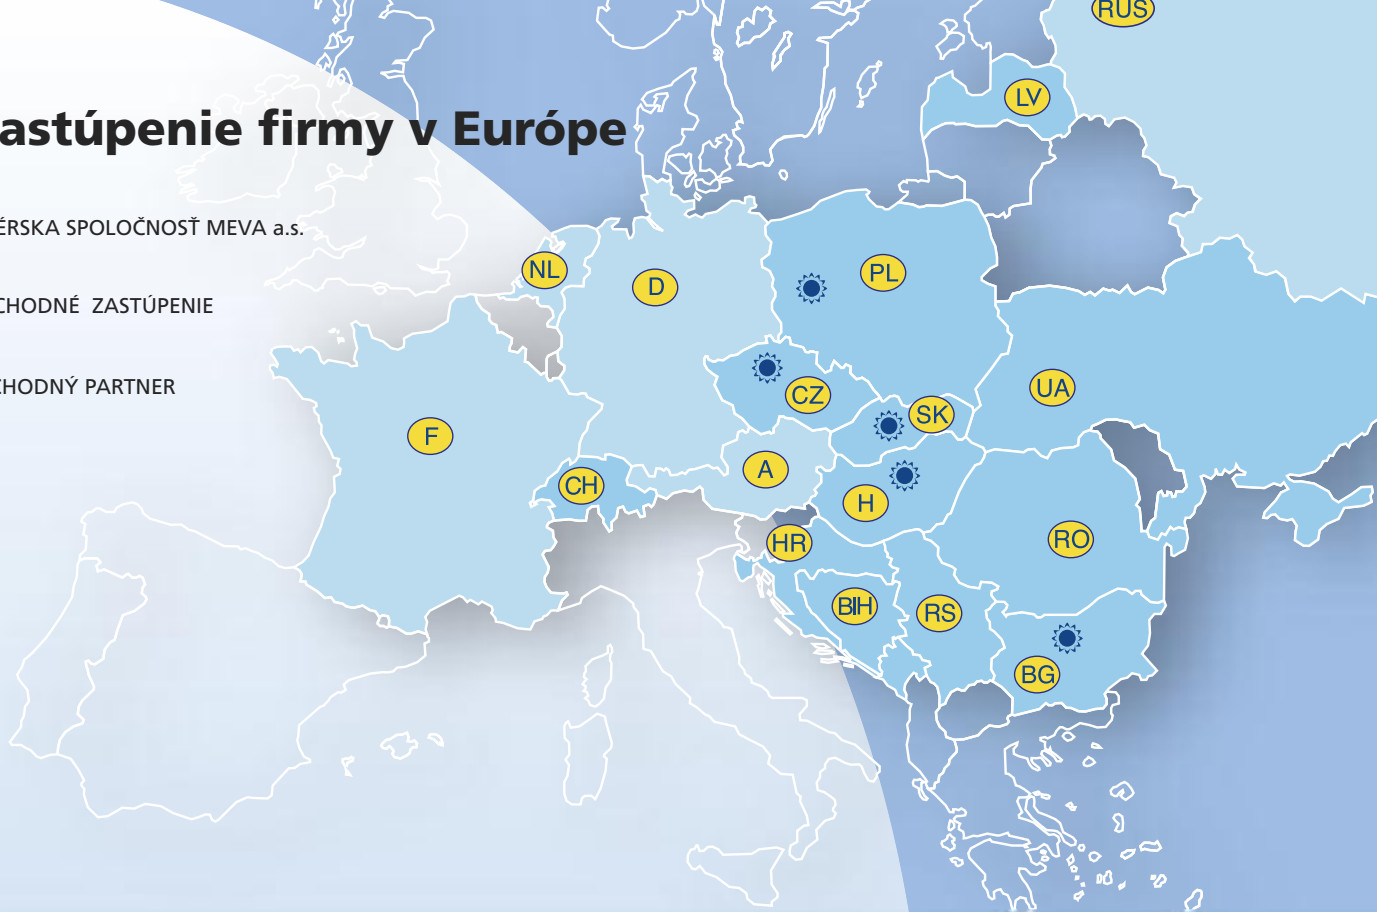 RUS
LV
astúpenie firmy v Európe
ÉRSKA SPOLOČNOSŤ MEVA a.s.
NL
D
PL
CHODNÉ ZASTÚPENIE
CHODNÝ PARTNER
CZ
SK
UA
F
A
CH
H
HR
RO
BIH
RS
BG